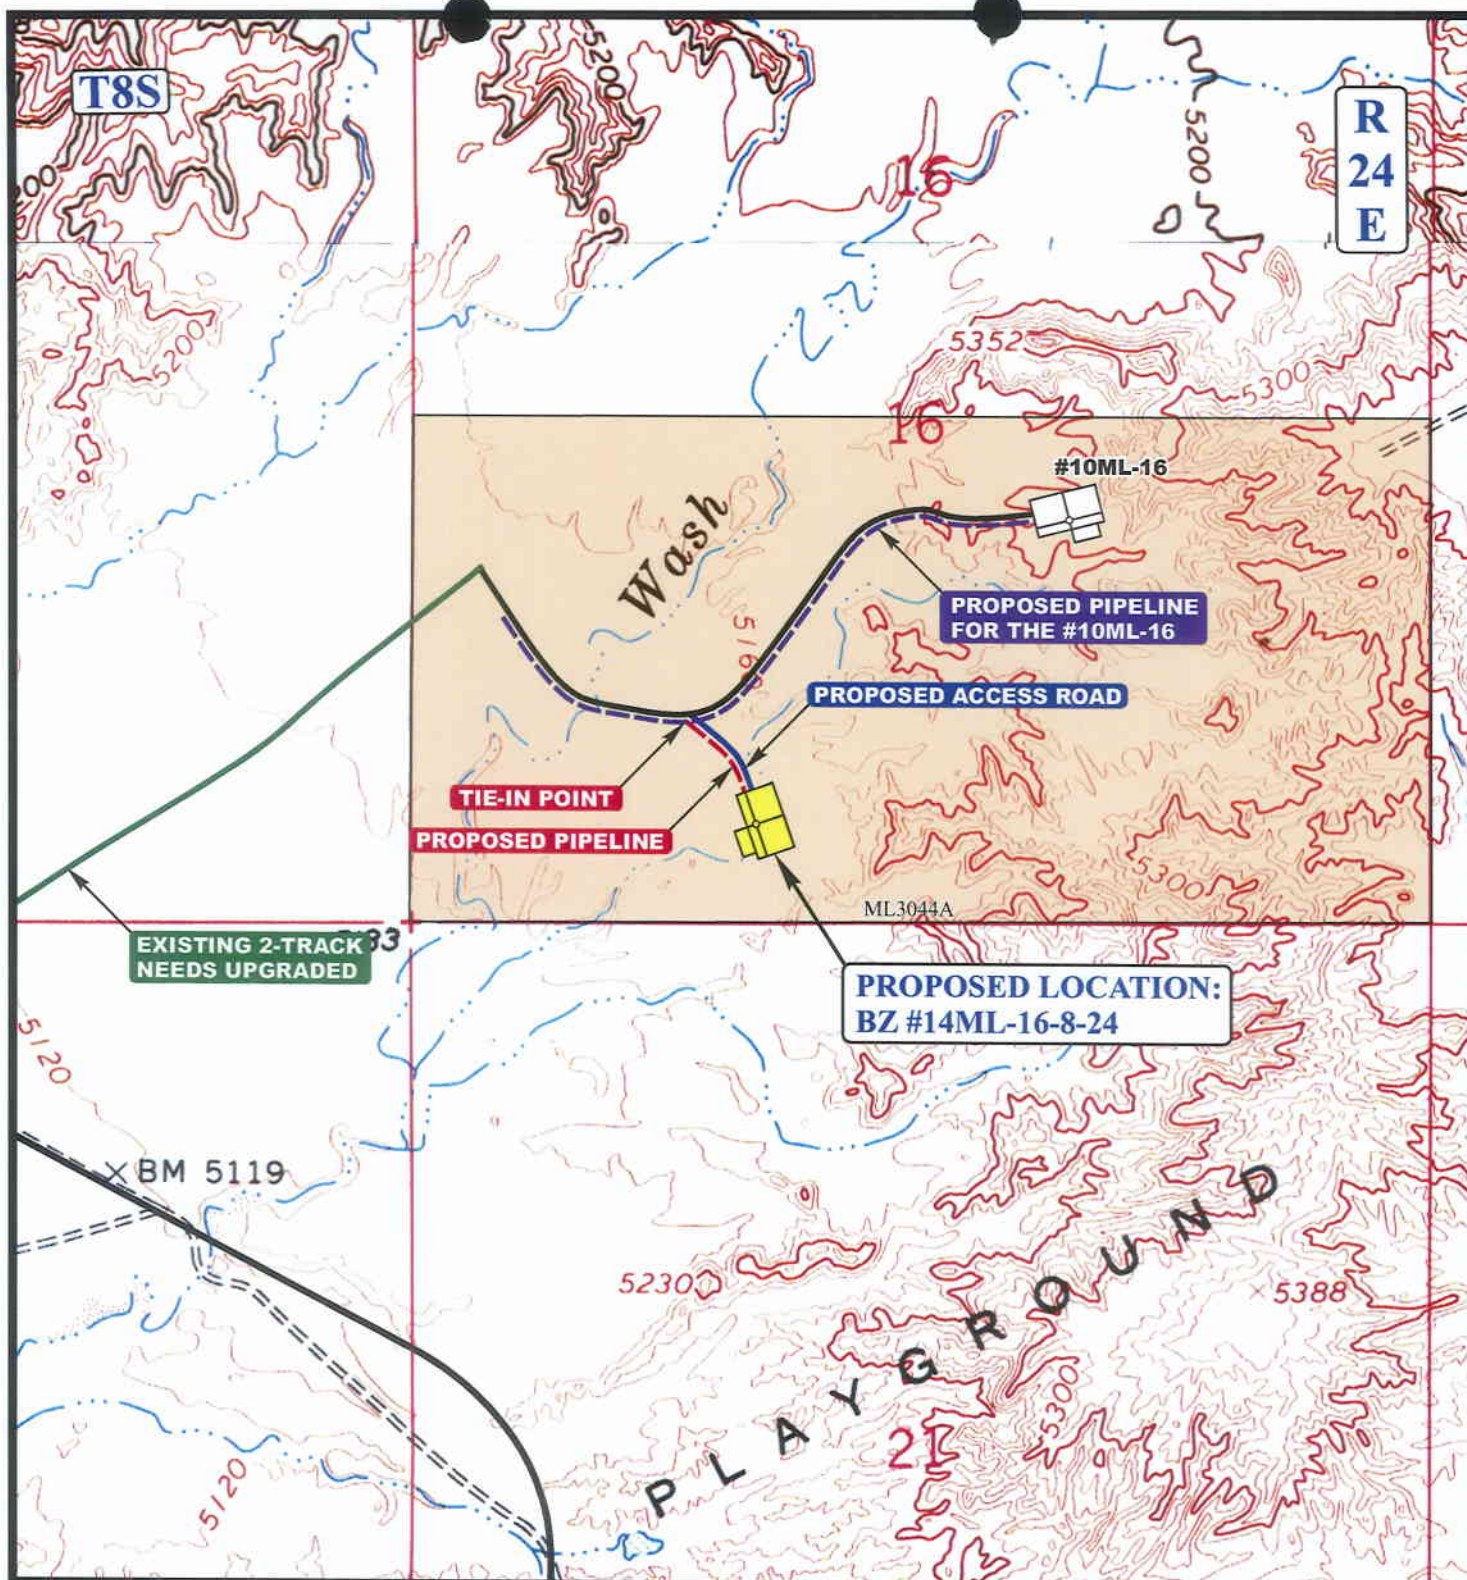 T8S
R
24
E
5200
5200
5200
16
5200
5352
5300
16
#10ML-16
Wash
PROPOSED PIPELINE
FOR THE #10ML-16
PROPOSED ACCESS ROAD
TIE-IN POINT
PROPOSED PIPELINE
5300
ML3044A
EXISTING 2-TRACK
NEEDS UPGRADED
PROPOSED LOCATION:
BZ #14ML-16-8-24
5120
BM 5119
5230
5388
PLAYGROUND
5300
21
5120